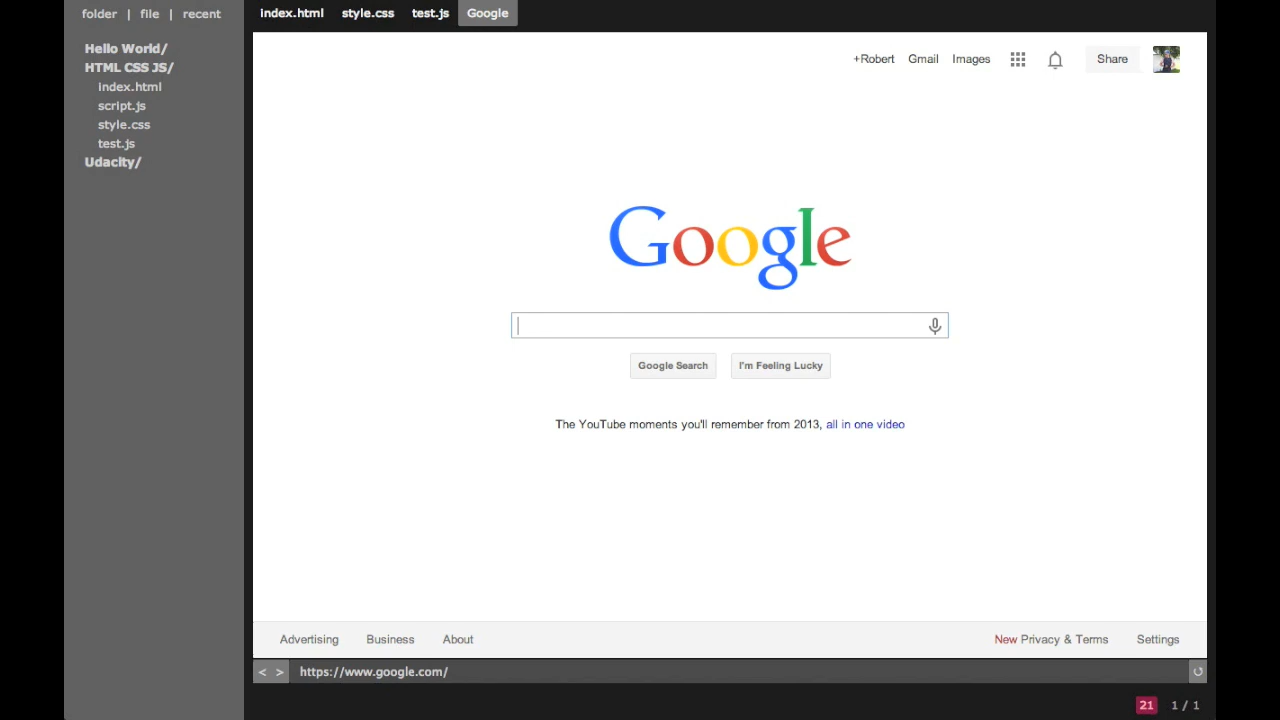 folder | file | recent
index.html style.css test.js Google
Hello World/
HTML CSS JS/
index.html
script.js
style.css
test.js
Udacity/
+Robert Gmail Images Share
Google
Google Search I'm Feeling Lucky
The YouTube moments you'll remember from 2013, all in one video
Advertising Business About New Privacy & Terms Settings
< > https://www.google.com/
21 1 / 1